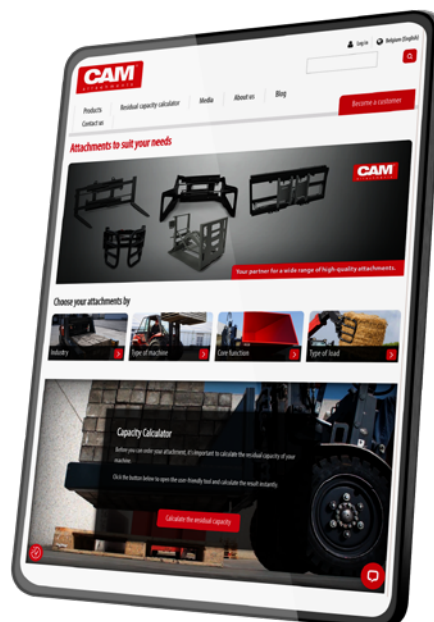 Log in Belgium (English)
CAM
attachments
Products Residual capacity calculator Media About us Blog
Become a customer
Contact us
Attachments to suit your needs
CAM
attachments
Your partner for a wide range of high-quality attachments.
Choose your attachments by
Industry Type of machine Core function Type of load
Capacity Calculator
Before you can order your attachment, it's important to calculate the residual capacity of your
machine.
Click the button below to open the user-friendly tool and calculate the result instantly.
Calculate the residual capacity